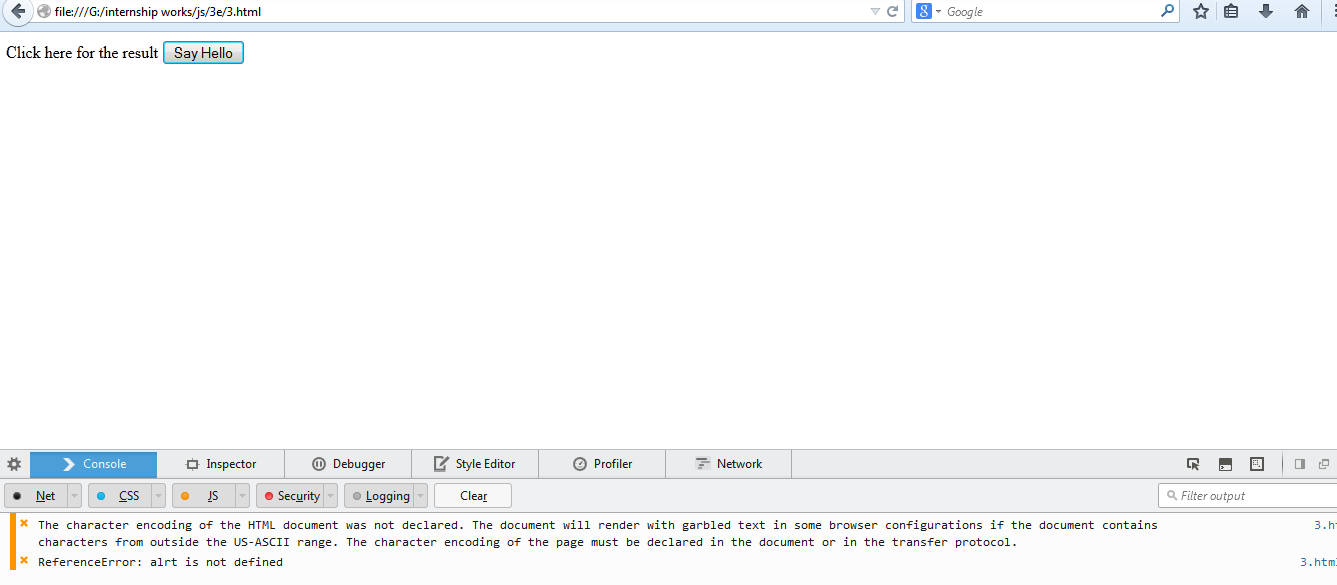 file:///G:/internship works/js/3e/3.html
8 Google
Click here for the result Say Hello
Console Inspector Debugger Style Editor Profiler Network
Net CSS JS Security Logging Clear Filter output
The character encoding of the HTML document was not declared. The document will render with garbled text in some browser configurations if the document contains 3.ht
characters from outside the US-ASCII range. The character encoding of the page must be declared in the document or in the transfer protocol.
ReferenceError: alrt is not defined 3.html